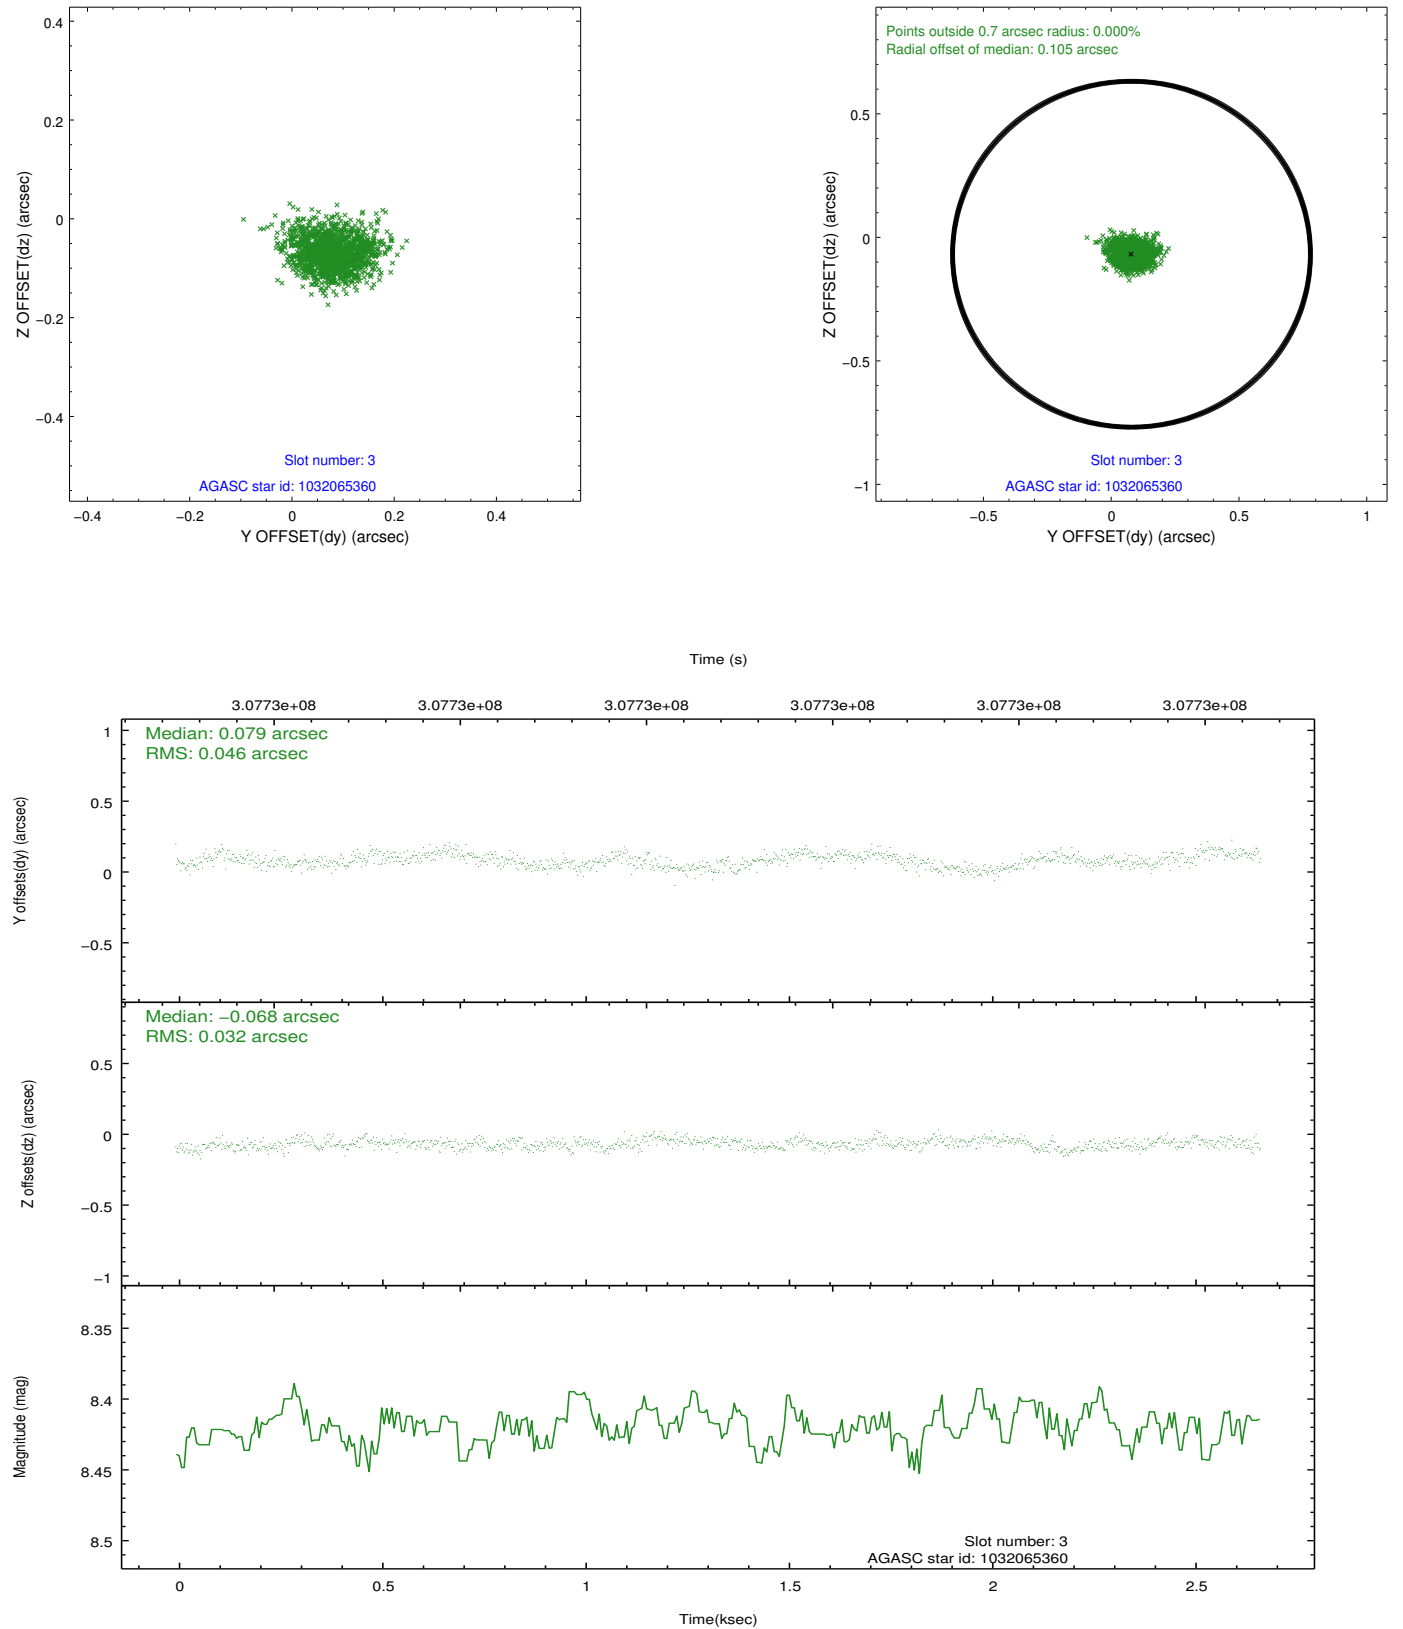 0.4
0.2
0
−0.2
−0.4
Z OFFSET(dz) (arcsec)
Slot number: 3
AGASC star id: 1032065360
−0.4 −0.2 0 0.2 0.4
Y OFFSET(dy) (arcsec)
Points outside 0.7 arcsec radius: 0.000%
Radial offset of median: 0.105 arcsec
0.5
0
−0.5
−1
Z OFFSET(dz) (arcsec)
Slot number: 3
AGASC star id: 1032065360
−0.5 0 0.5 1
Y OFFSET(dy) (arcsec)
Time (s)
3.0773e+08 3.0773e+08 3.0773e+08 3.0773e+08 3.0773e+08 3.0773e+08
Median: 0.079 arcsec
RMS: 0.046 arcsec
1
0.5
0
−0.5
Y offsets(dy) (arcsec)
Median: −0.068 arcsec
RMS: 0.032 arcsec
0.5
0
−0.5
−1
Z offsets(dz) (arcsec)
8.35
8.4
8.45
8.5
Magnitude (mag)
Slot number: 3
AGASC star id: 1032065360
0 0.5 1 1.5 2 2.5
Time(ksec)